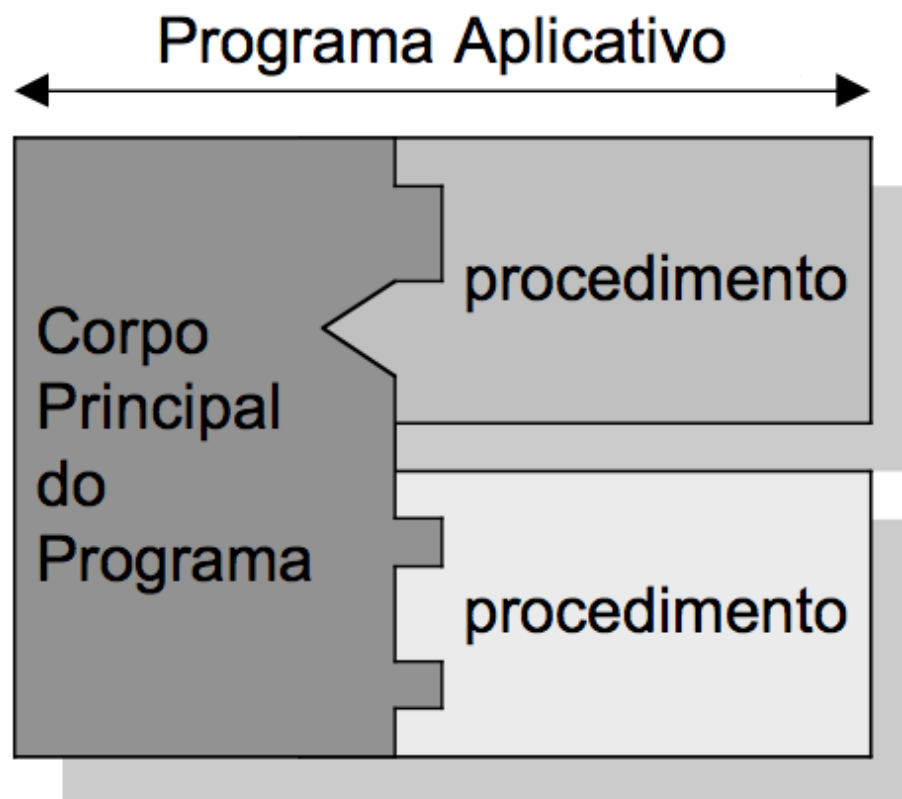 Programa Aplicativo
procedimento
Corpo
Principal
do
Programa
procedimento